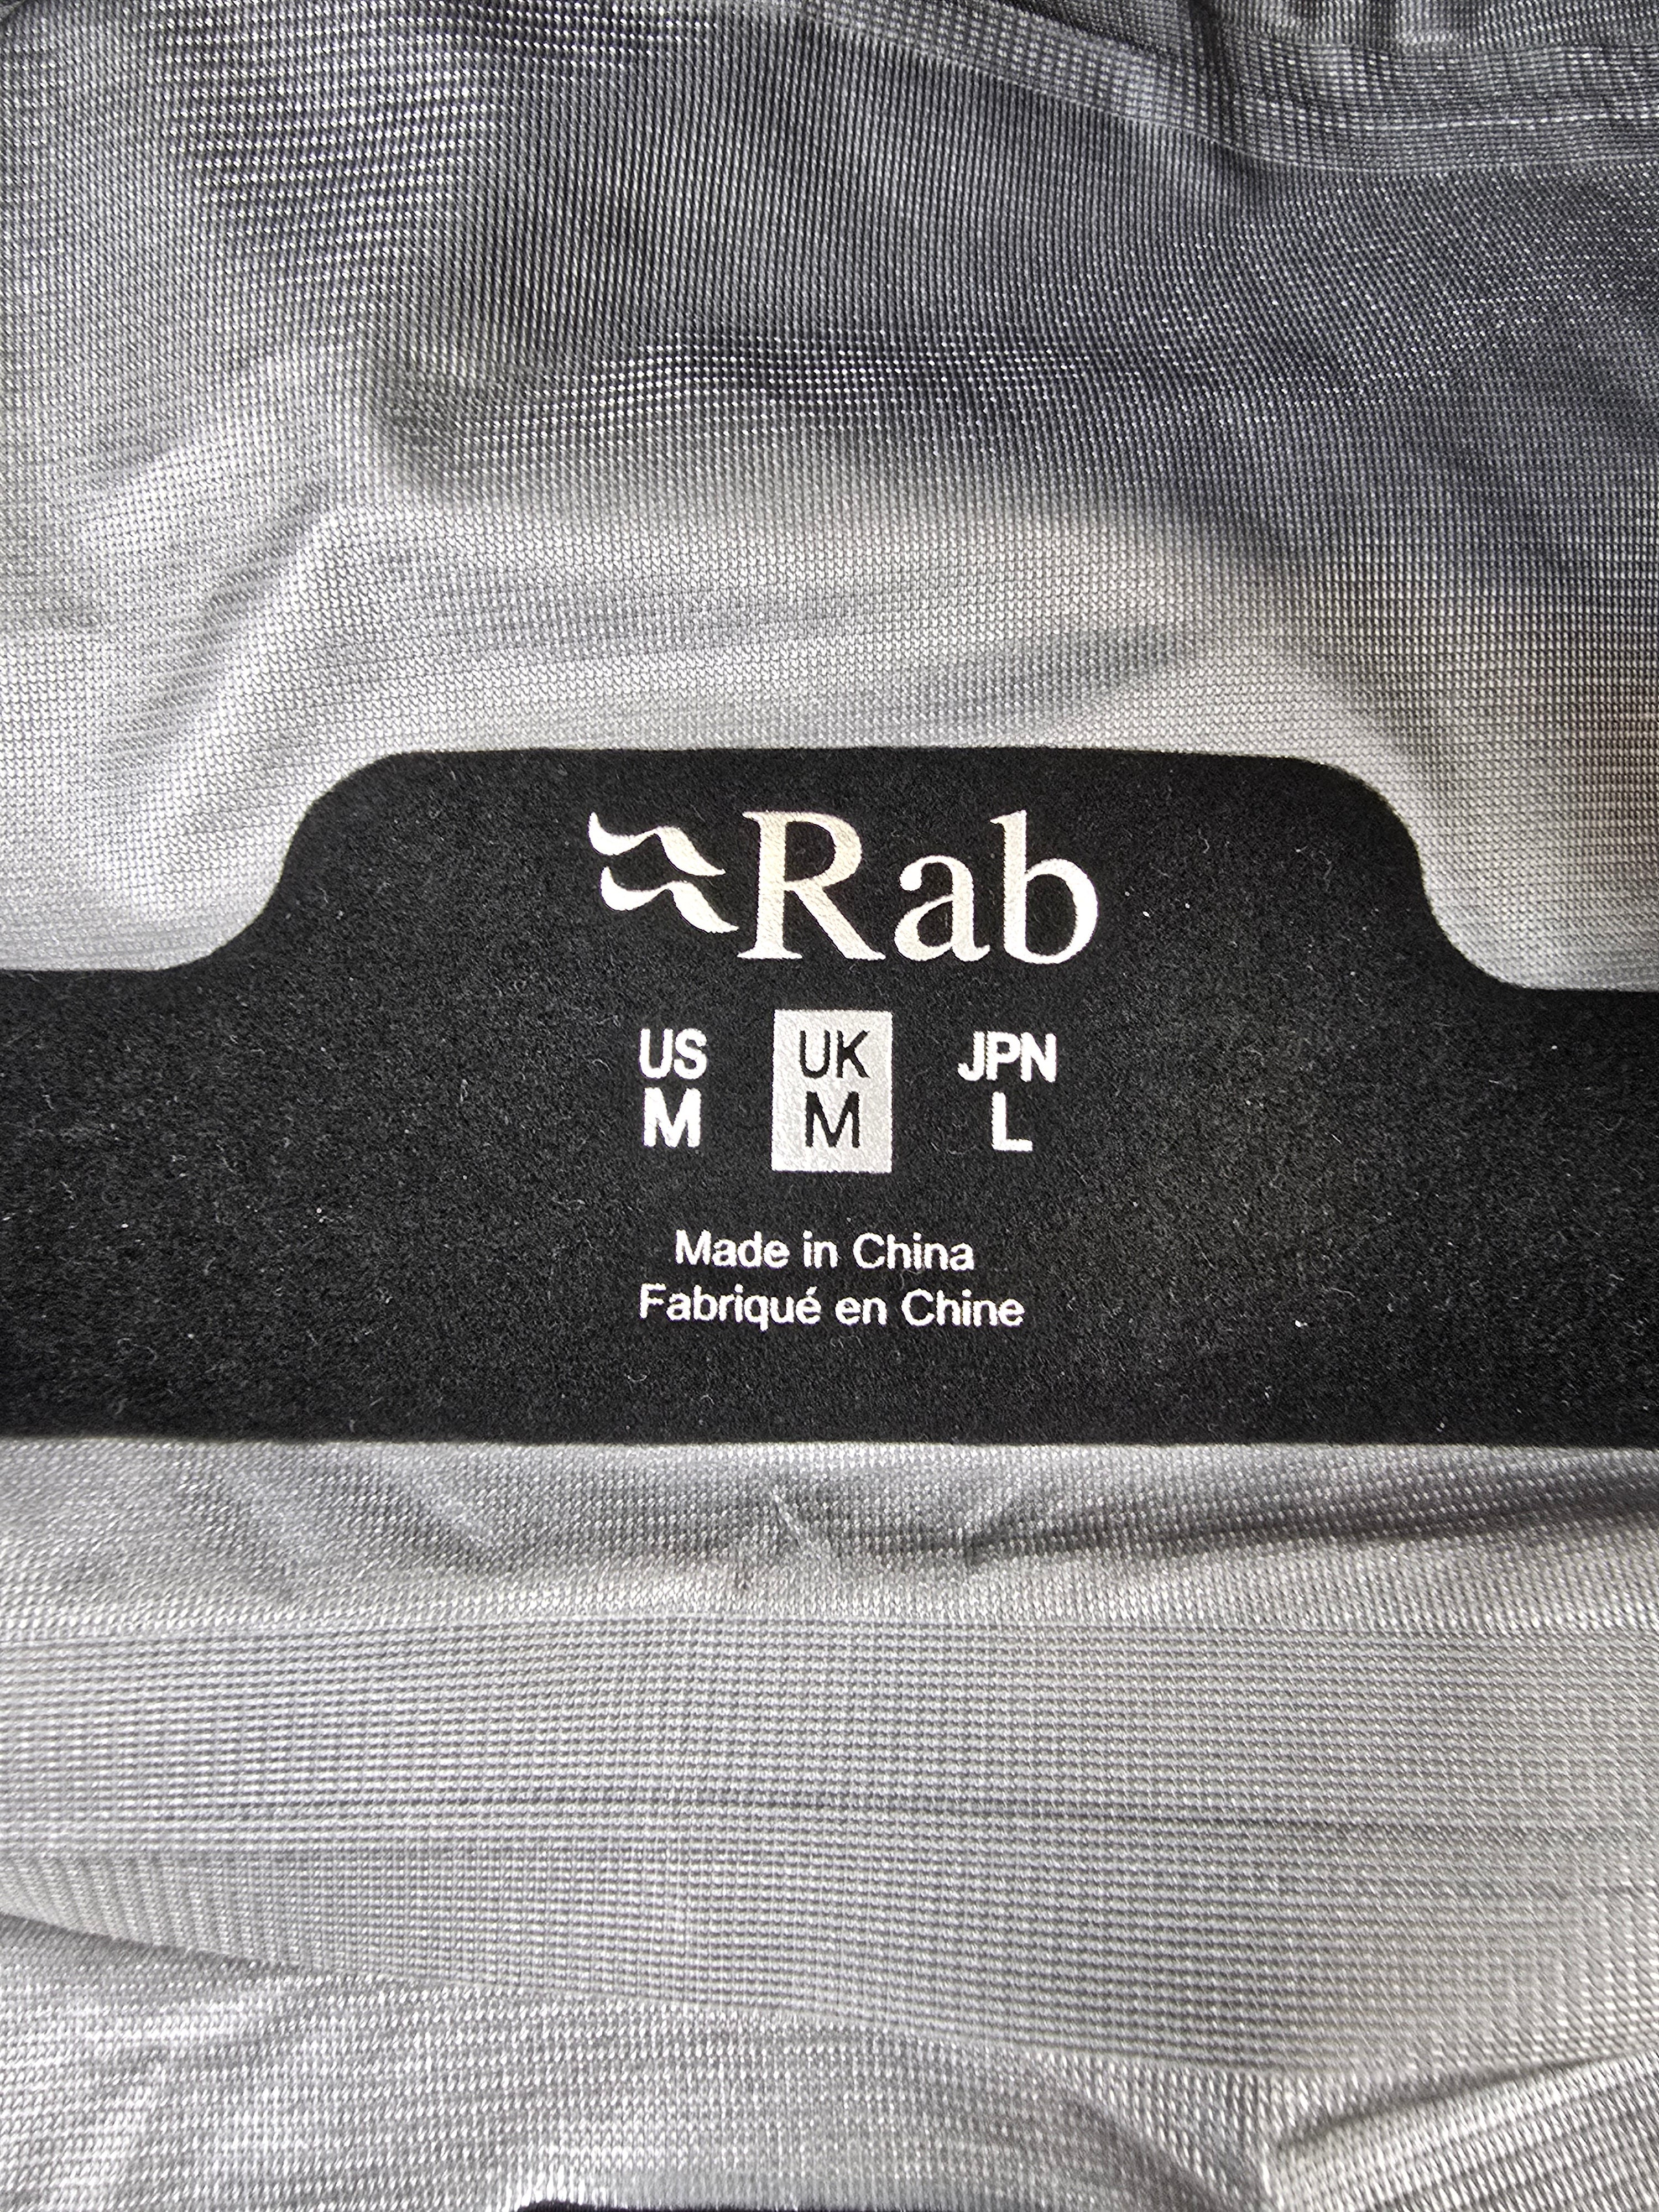 Rab
US UK JPN
M M L
Made in China
Fabriqué en Chine